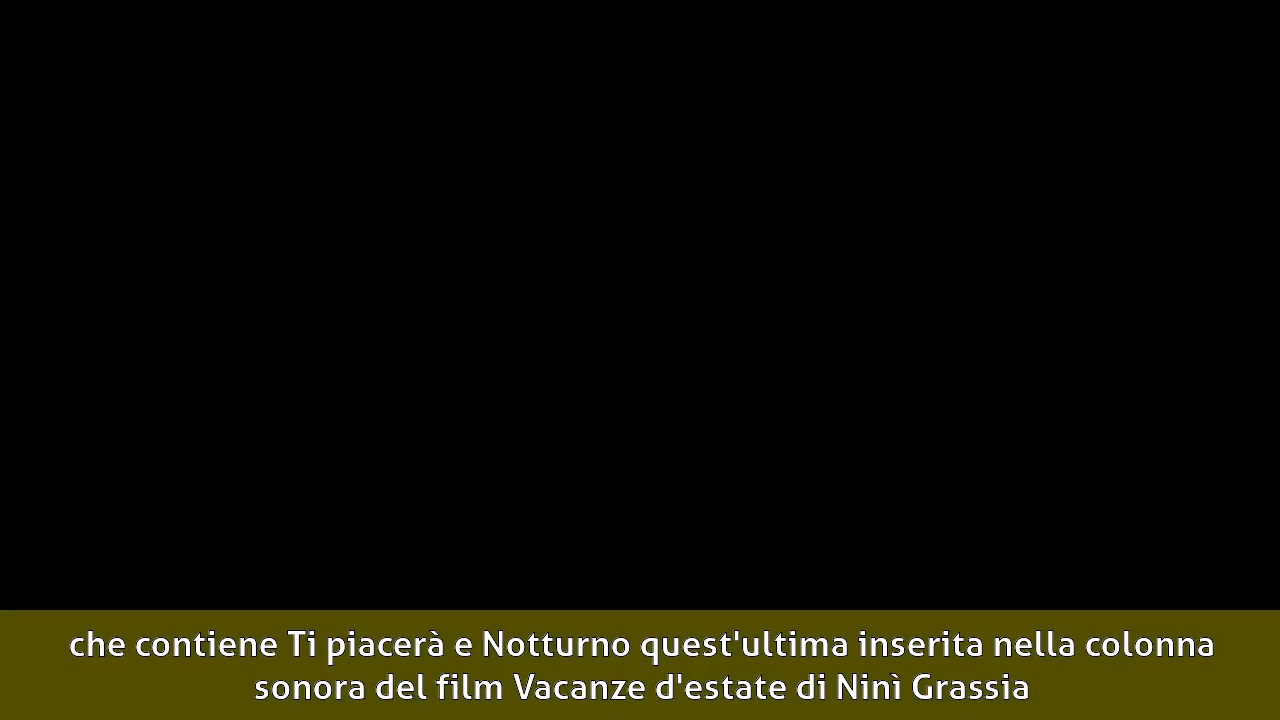 che contiene Ti piacerà e Notturno quest'ultima inserita nella colonna
sonora del film Vacanze d'estate di Ninì Grassia